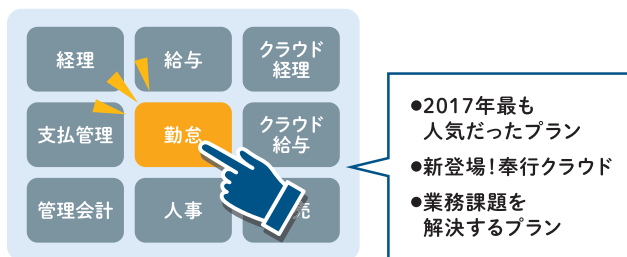 経理
給与
クラウド
経理
支払管理
勤怠
クラウド
給与
管理会計
人事
●2017年最も
人気だったプラン
●新登場!奉行クラウド
●業務課題を
解決するプラン